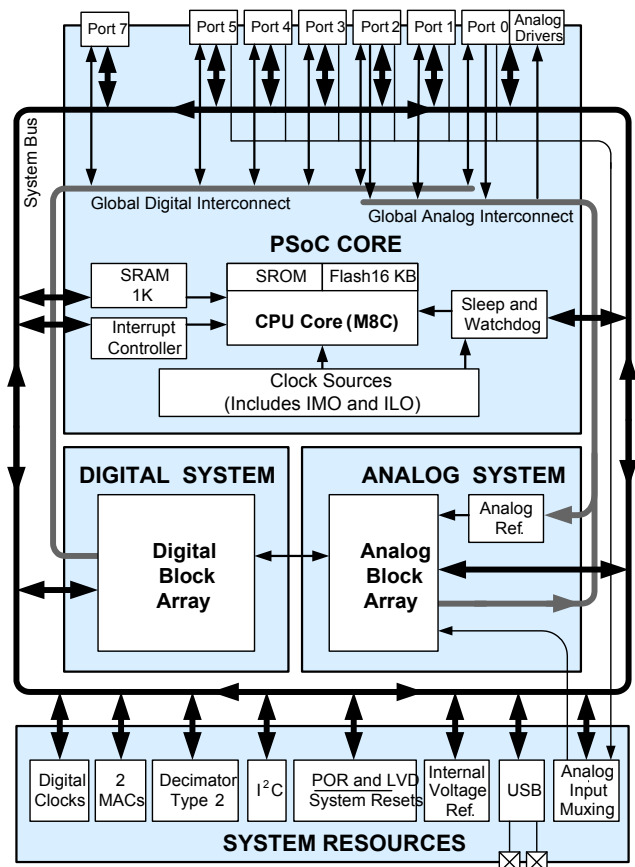 Port 7
Port 5
Port 4
Port 3
Port 2
Port 1
Port 0
Analog
Drivers
System Bus
Global Digital Interconnect
Global Analog Interconnect
PSoC CORE
SRAM
1K
SROM
Flash16 KB
CPU Core (M8C)
Interrupt
Controller
Sleep and
Watchdog
Clock Sources
(Includes IMO and ILO)
DIGITAL SYSTEM
ANALOG SYSTEM
Digital
Block
Array
Analog
Block
Array
Analog
Ref.
Digital
Clocks
2
MACs
Decimator
Type 2
I²C
POR and LVD
System Resets
Internal
Voltage
Ref.
USB
Analog
Input
Muxing
SYSTEM RESOURCES